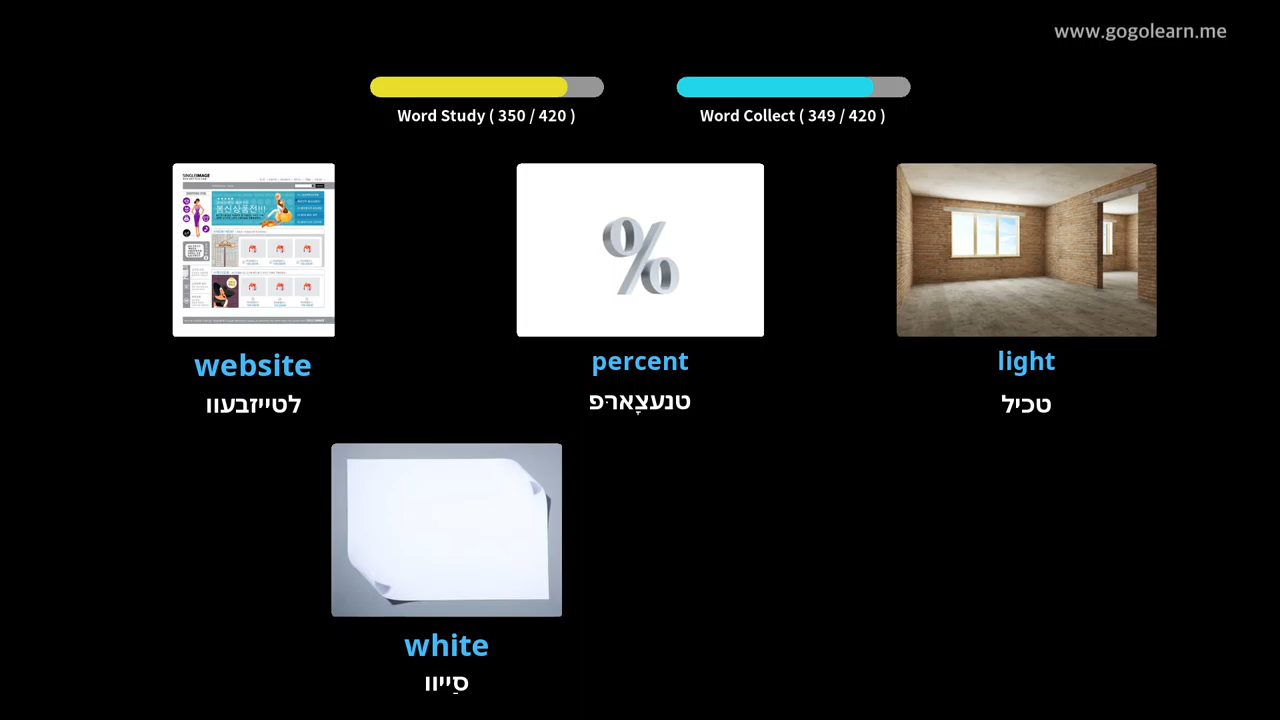 www.gogolearn.me
Word Study ( 350 / 420 )
Word Collect ( 349 / 420 )
website
לטייזבעוו
percent
טנעצָארּפ
light
טכיל
white
סַייוו